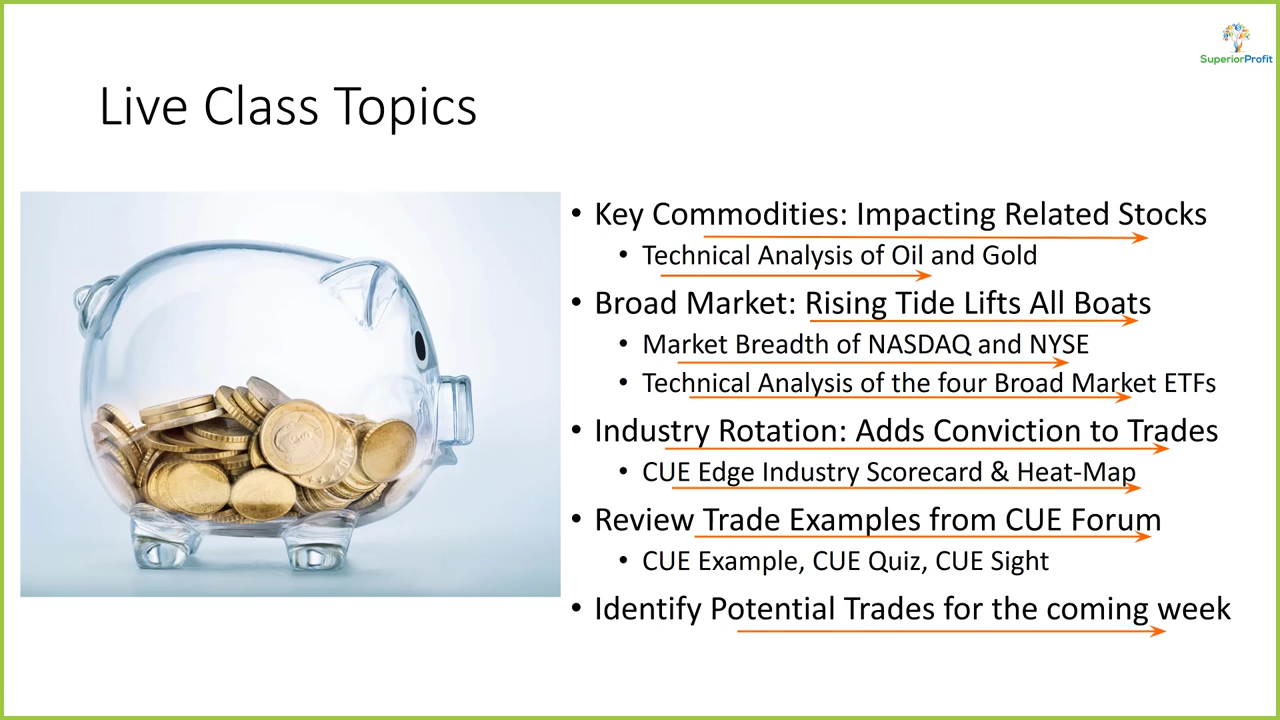 SuperiorProfit
Live Class Topics
• Key Commodities: Impacting Related Stocks
• Technical Analysis of Oil and Gold
• Broad Market: Rising Tide Lifts All Boats
• Market Breadth of NASDAQ and NYSE
• Technical Analysis of the four Broad Market ETFs
• Industry Rotation: Adds Conviction to Trades
• CUE Edge Industry Scorecard & Heat-Map
• Review Trade Examples from CUE Forum
• CUE Example, CUE Quiz, CUE Sight
• Identify Potential Trades for the coming week